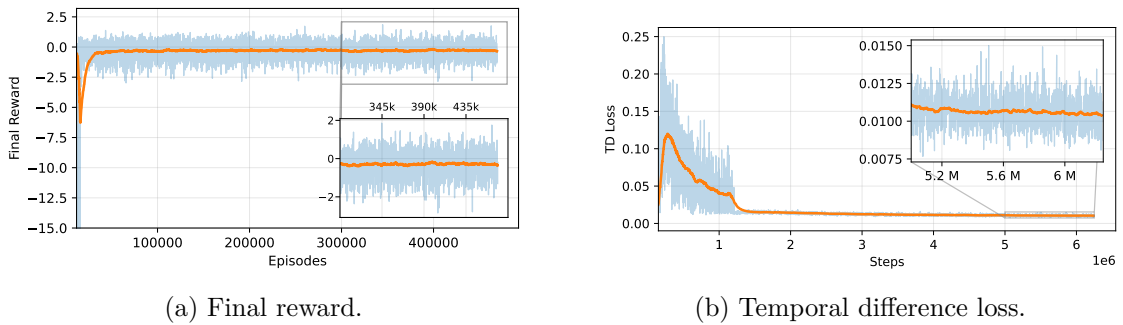 2.5
0.0
−2.5
−5.0
−7.5
−10.0
−12.5
−15.0
Final Reward
100000 200000 300000 400000
Episodes
345k 390k 435k
2
0
−2
(a) Final reward.
0.25
0.20
0.15
0.10
0.05
0.00
TD Loss
1 2 3 4 5 6
1e6
Steps
0.0150
0.0125
0.0100
0.0075
5.2 M 5.6 M 6 M
(b) Temporal difference loss.